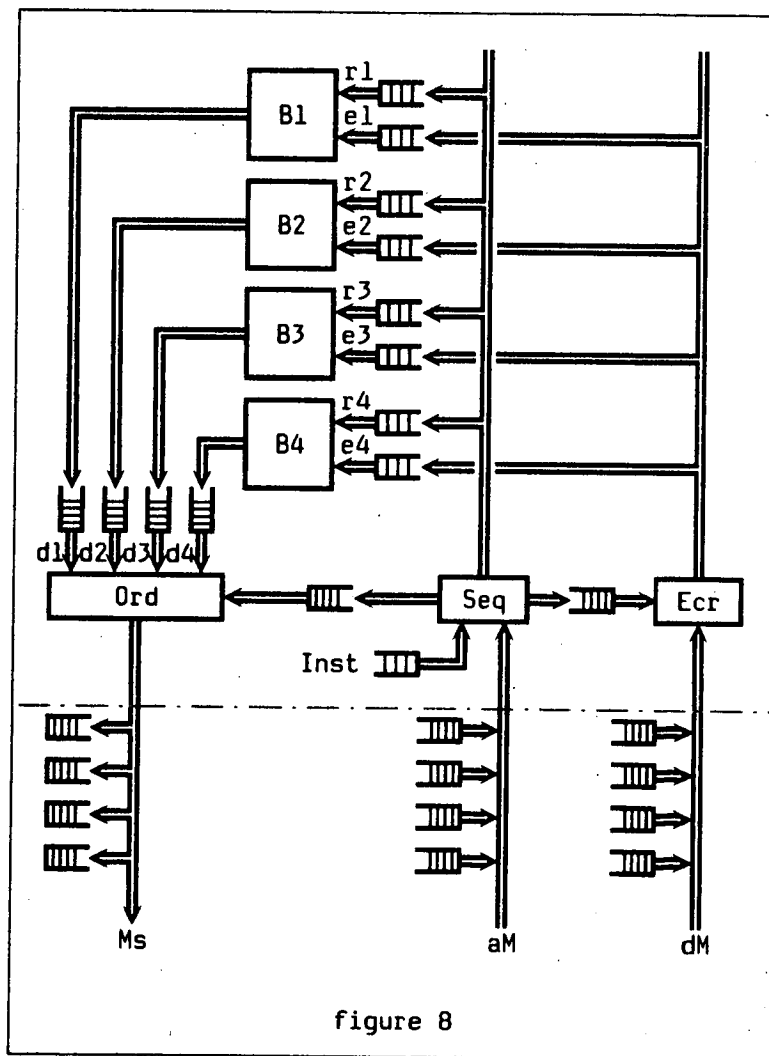 r1
B1
e1
r2
B2
e2
r3
B3
e3
r4
B4
e4
d1 d2 d3 d4
Ord
Seq
Ecr
Inst
Ms
aM
dM
figure 8